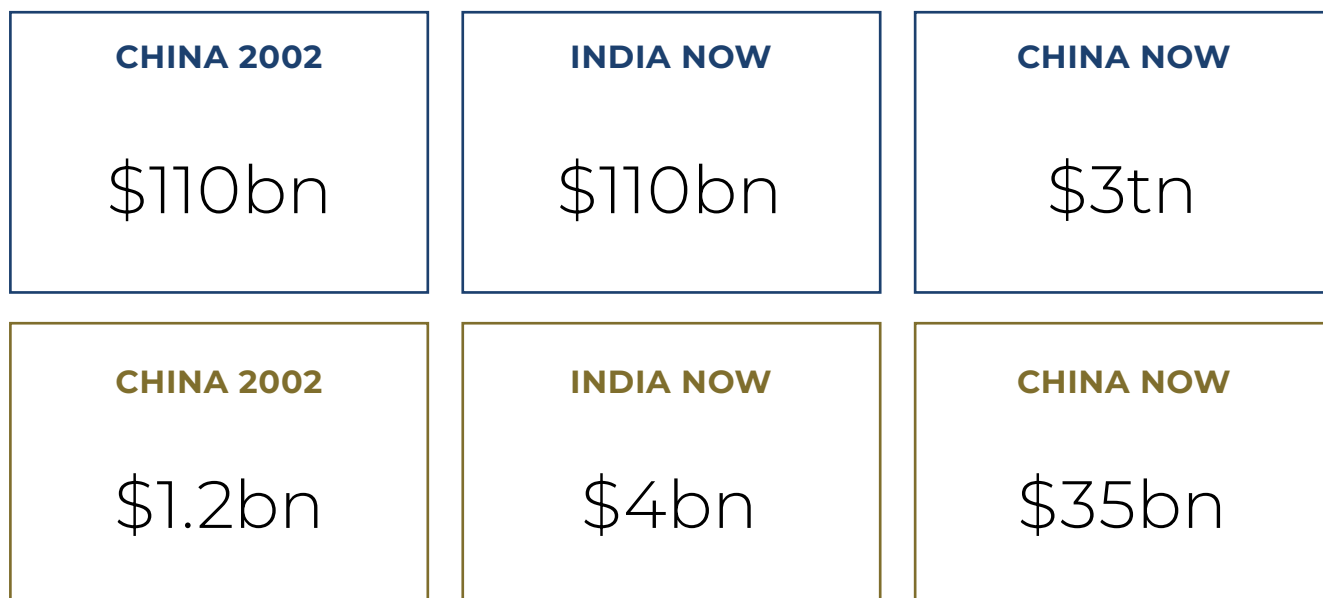 CHINA 2002
INDIA NOW
CHINA NOW
$110bn
$110bn
$3tn
CHINA 2002
INDIA NOW
CHINA NOW
$1.2bn
$4bn
$35bn